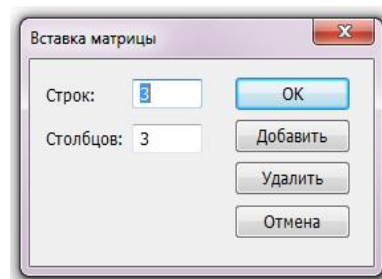 Вставка матрицы
Строк: 3
OK
Столбцов: 3
Добавить
Удалить
Отмена